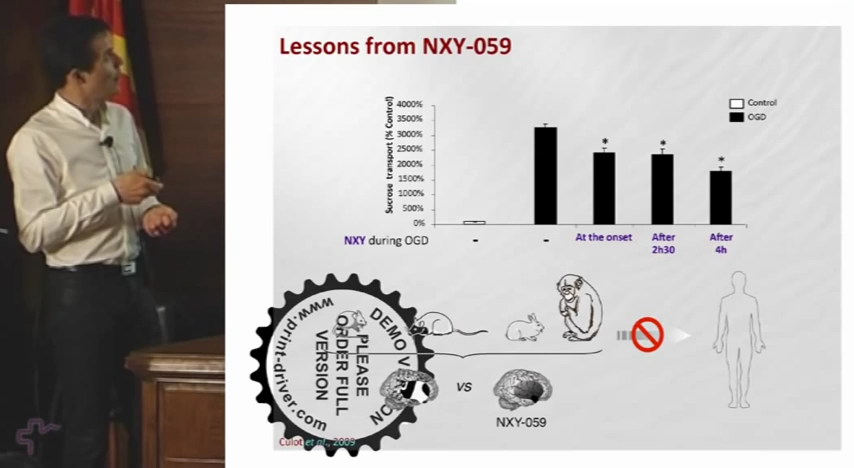 Lessons from NXY-059
Sucrose transport (% Control)
4000%
3500%
3000%
2500%
2000%
1500%
1000%
500%
0%
Control
OGD
*
*
*
NXY during OGD
-
-
At the onset
After
2h30
After
4h
www.print-driver.com
DEMO V
PLEASE
ORDER FULL
VERSION
NO
vs
NXY-059
Culot et al., 2009